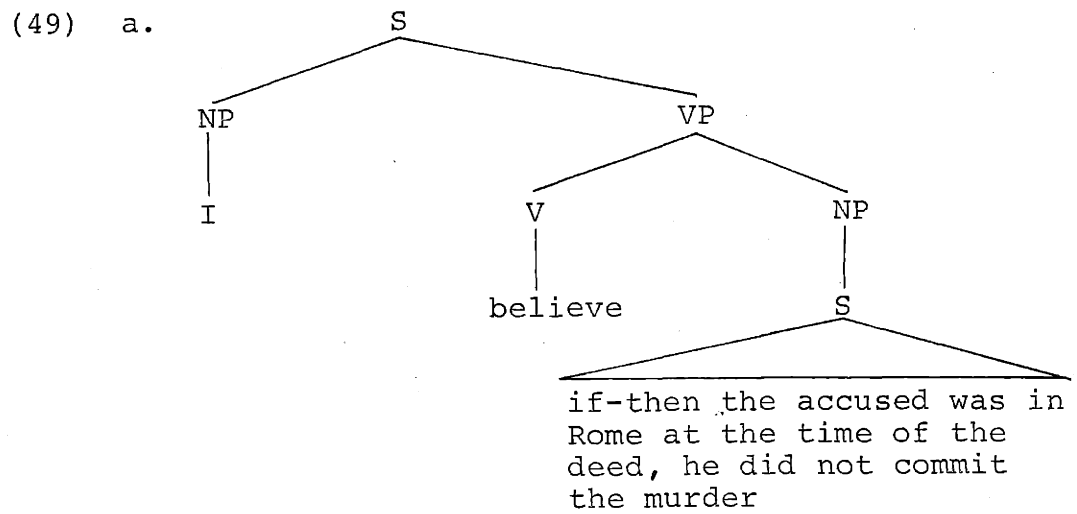 (49) a. S
NP VP
I V NP
believe S
if-then the accused was in
Rome at the time of the
deed, he did not commit
the murder